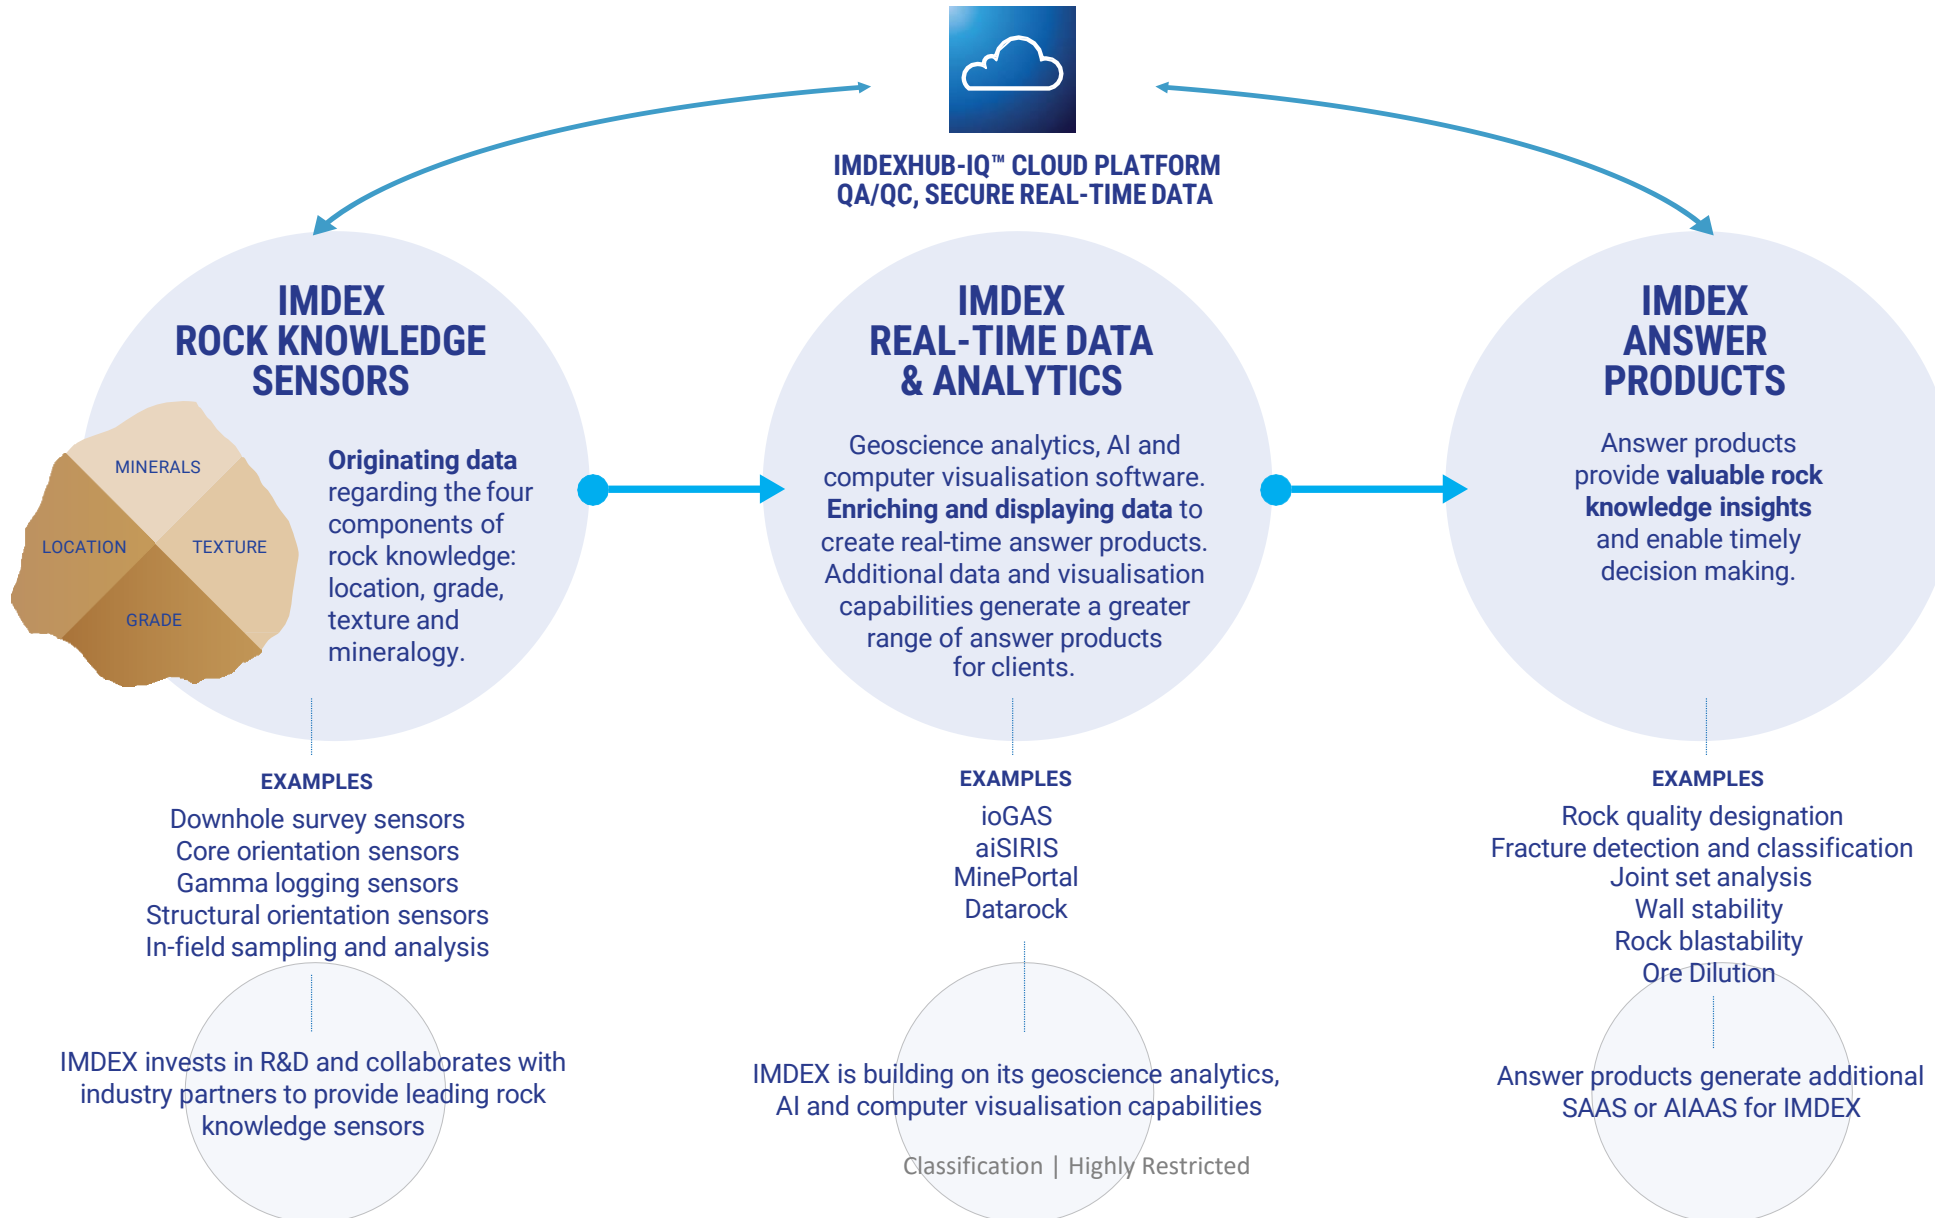 IMDEXHUB-IQ™ CLOUD PLATFORM
QA/QC, SECURE REAL-TIME DATA
IMDEX
ROCK KNOWLEDGE
SENSORS
MINERALS
LOCATION
TEXTURE
GRADE
Originating data
regarding the four
components of
rock knowledge:
location, grade,
texture and
mineralogy.
EXAMPLES
Downhole survey sensors
Core orientation sensors
Gamma logging sensors
Structural orientation sensors
In-field sampling and analysis
IMDEX invests in R&D and collaborates with
industry partners to provide leading rock
knowledge sensors
IMDEX
REAL-TIME DATA
& ANALYTICS
Geoscience analytics, AI and
computer visualisation software.
Enriching and displaying data to
create real-time answer products.
Additional data and visualisation
capabilities generate a greater
range of answer products
for clients.
EXAMPLES
ioGAS
aiSIRIS
MinePortal
Datarock
IMDEX is building on its geoscience analytics,
AI and computer visualisation capabilities
IMDEX
ANSWER
PRODUCTS
Answer products
provide valuable rock
knowledge insights
and enable timely
decision making.
EXAMPLES
Rock quality designation
Fracture detection and classification
Joint set analysis
Wall stability
Rock blastability
Ore Dilution
Answer products generate additional
SAAS or AIAAS for IMDEX
Classification | Highly Restricted